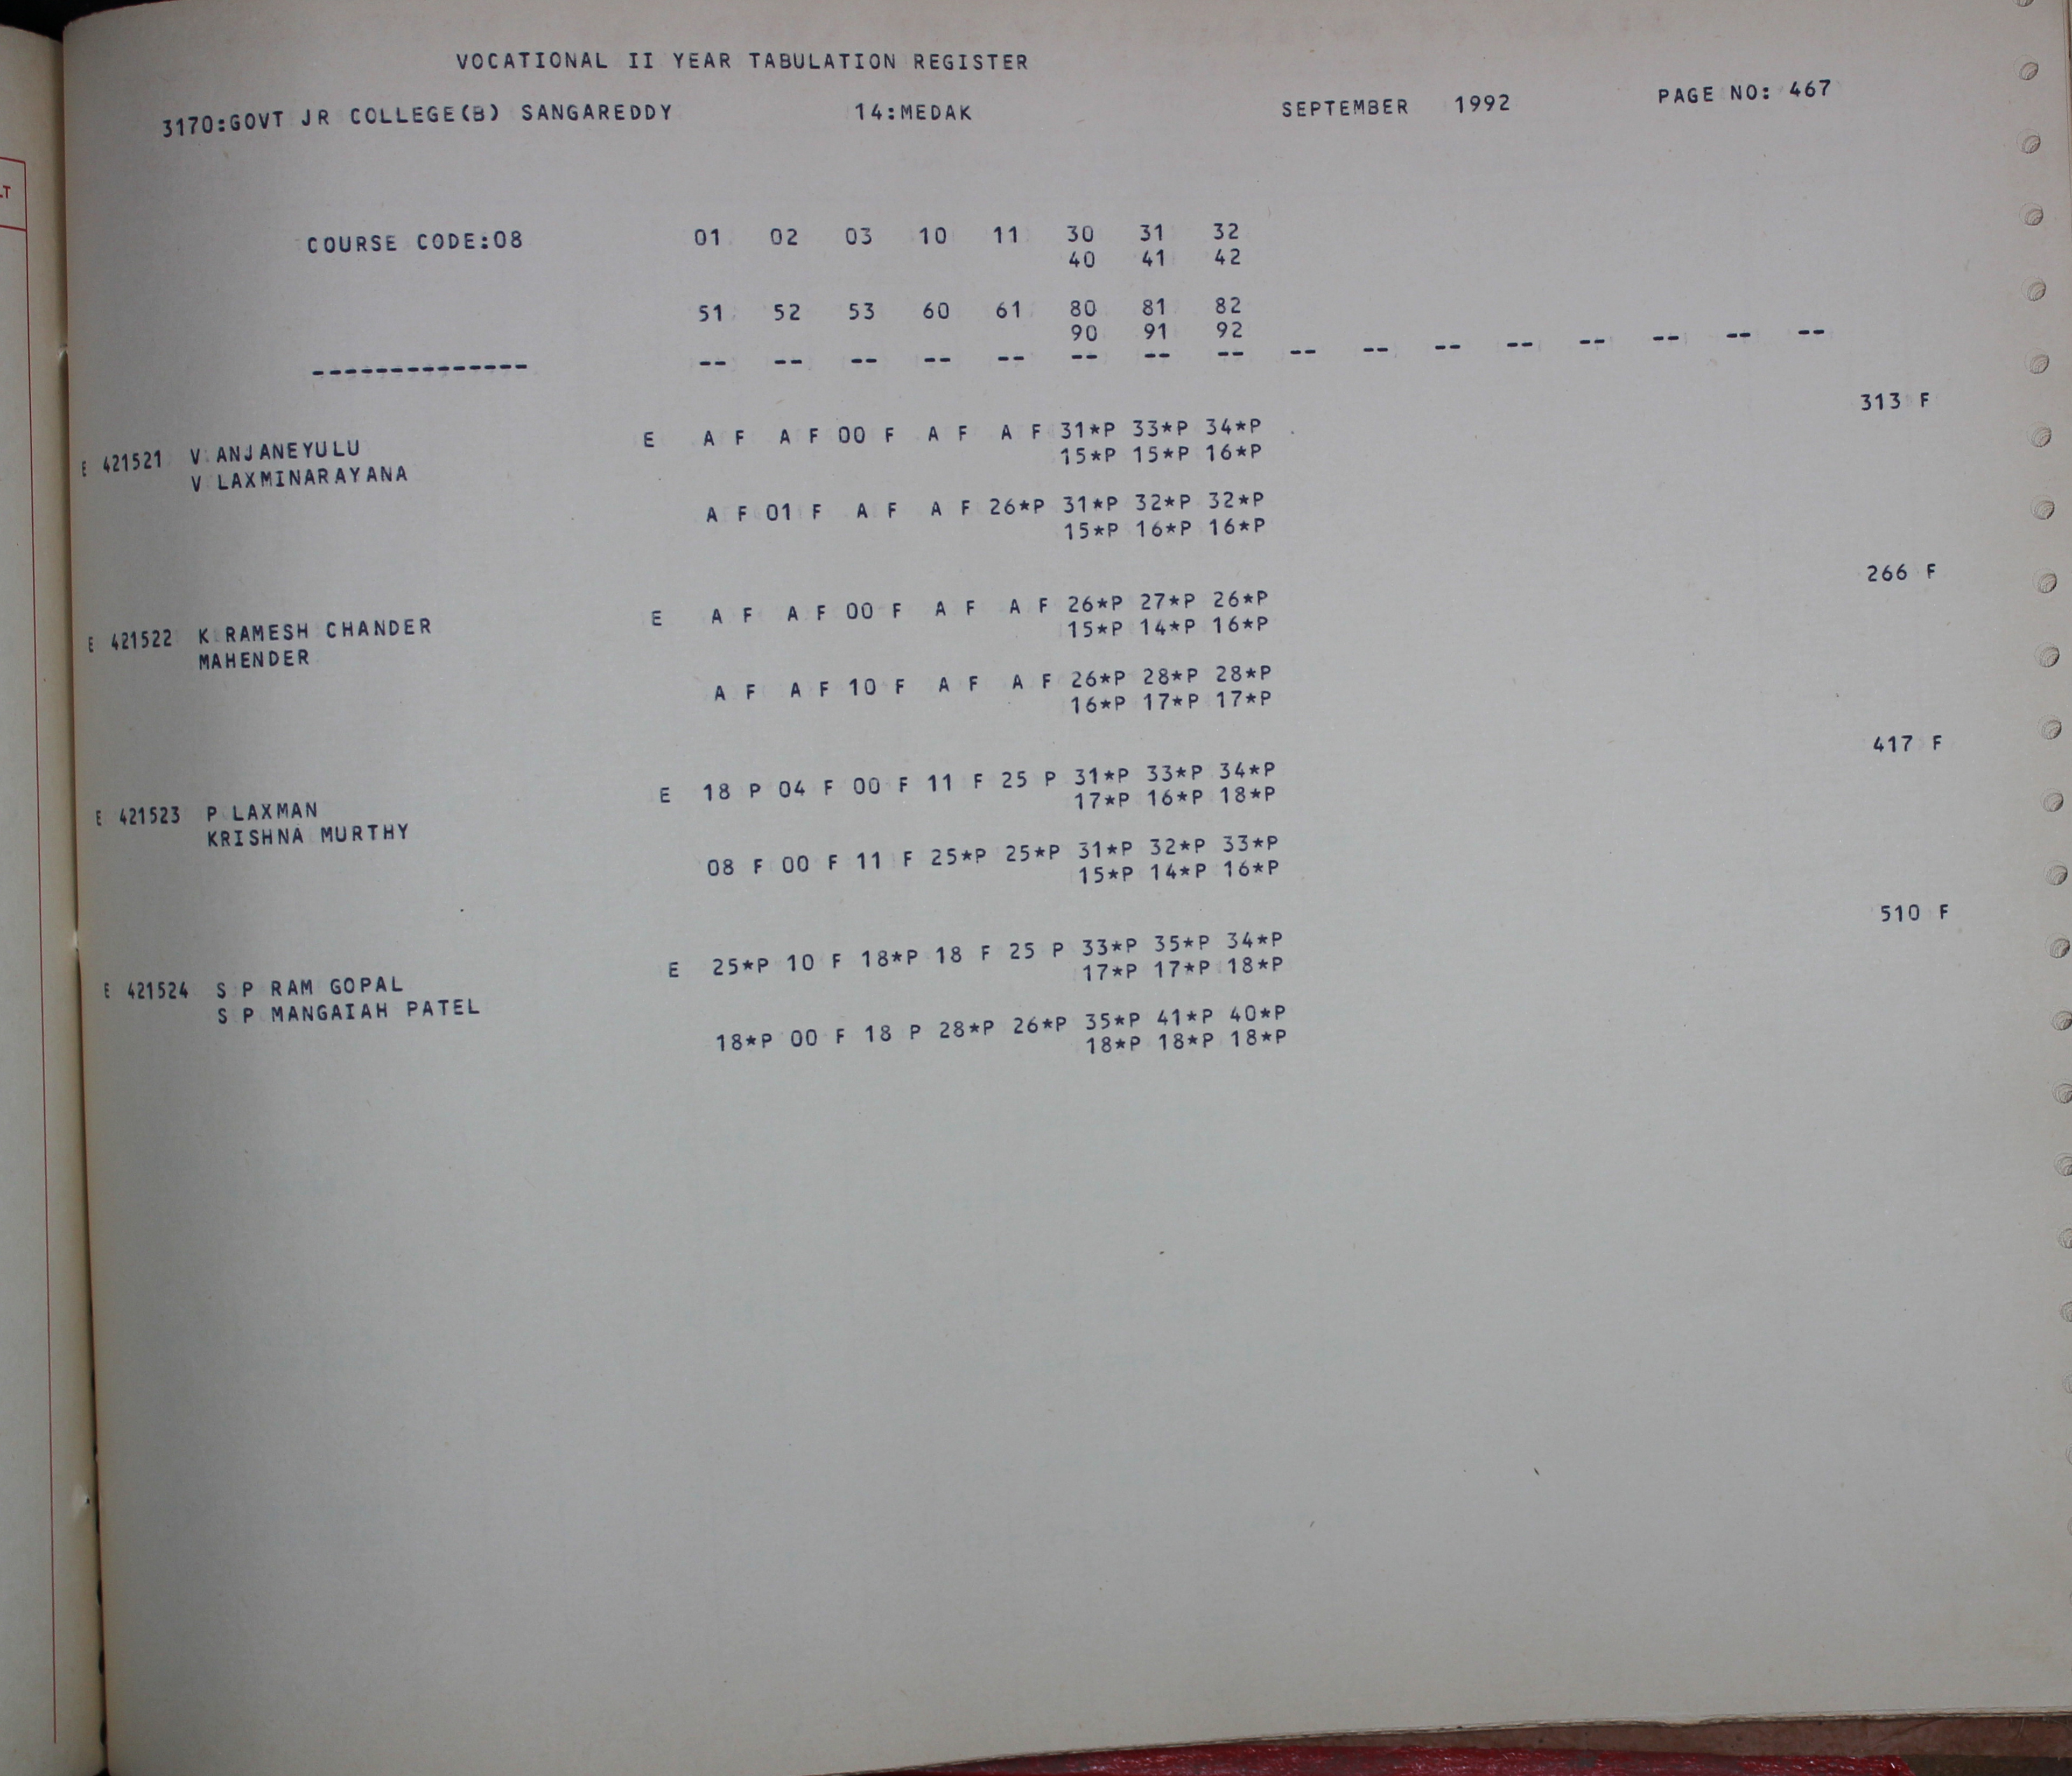 LT
VOCATIONAL II YEAR TABULATION REGISTER
3170:GOVT JR COLLEGE(B) SANGAREDDY 14:MEDAK SEPTEMBER 1992 PAGE NO: 467
COURSE CODE:08 01 02 03 10 11 30 31 32
40 41 42
51 52 53 60 61 80 81 82
90 91 92
-------------- -- -- -- -- -- -- -- -- -- -- -- -- -- -- -- --
313 F
E 421521 V ANJANEYULU E A F A F 00 F A F A F 31*P 33*P 34*P
V LAXMINARAYANA 15*P 15*P 16*P
A F 01 F A F A F 26*P 31*P 32*P 32*P
15*P 16*P 16*P
266 F
E 421522 K RAMESH CHANDER E A F A F 00 F A F A F 26*P 27*P 26*P
MAHENDER 15*P 14*P 16*P
A F A F 10 F A F A F 26*P 28*P 28*P
16*P 17*P 17*P
417 F
E 421523 P LAXMAN E 18 P 04 F 00 F 11 F 25 P 31*P 33*P 34*P
KRISHNA MURTHY 17*P 16*P 18*P
08 F 00 F 11 F 25*P 25*P 31*P 32*P 33*P
15*P 14*P 16*P
510 F
E 421524 S P RAM GOPAL E 25*P 10 F 18*P 18 F 25 P 33*P 35*P 34*P
S P MANGAIAH PATEL 17*P 17*P 18*P
18*P 00 F 18 P 28*P 26*P 35*P 41*P 40*P
18*P 18*P 18*P